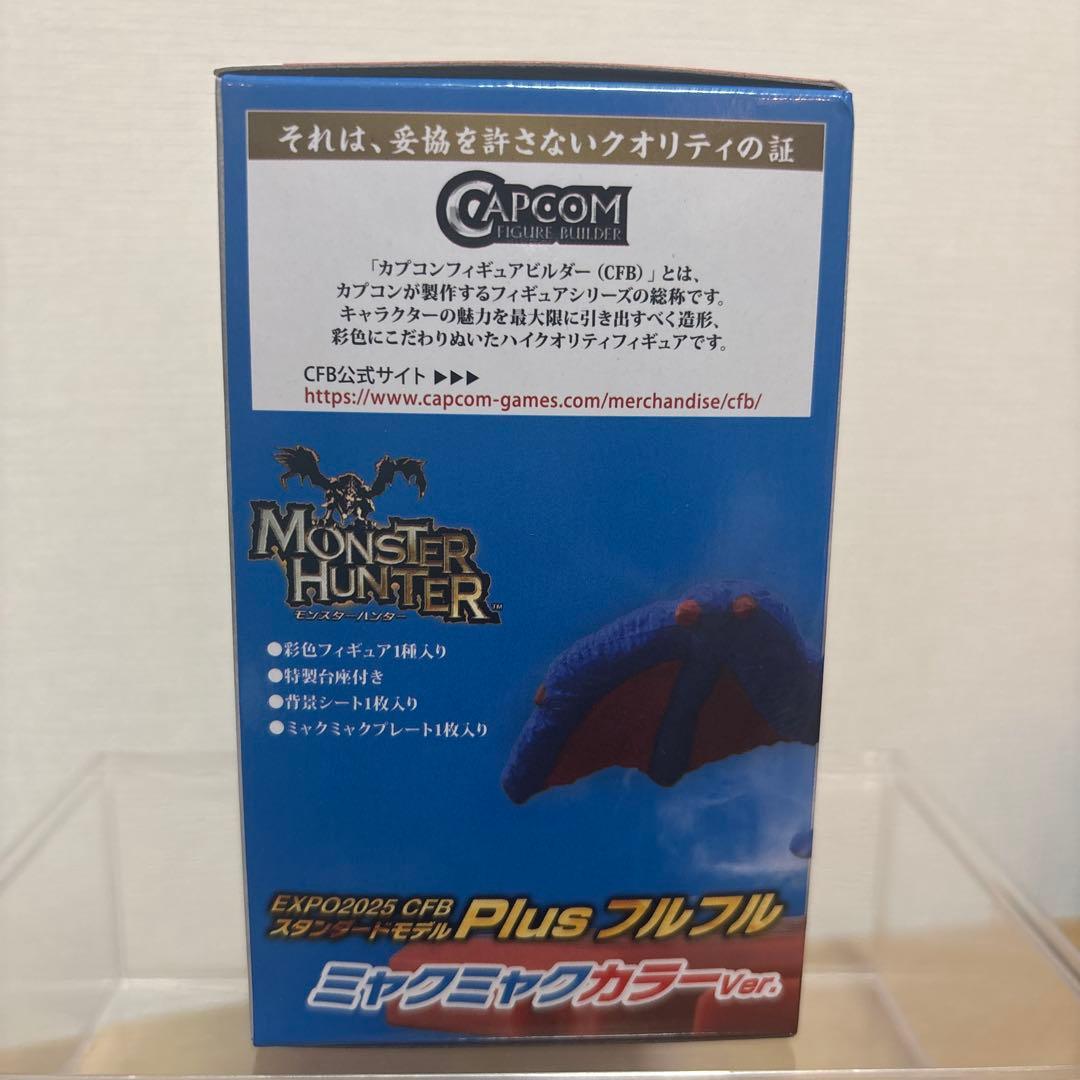 それは、妥協を許さないクオリティの証
CAPCOM
FIGURE BUILDER
「カプコンフィギュアビルダー（CFB）」とは、
カプコンが製作するフィギュアシリーズの総称です。
キャラクターの魅力を最大限に引き出すべく造形、
彩色にこだわりぬいたハイクオリティフィギュアです。
CFB公式サイト ▶▶▶
https://www.capcom-games.com/merchandise/cfb/
MONSTER
HUNTER™
モンスターハンター
●彩色フィギュア1種入り
●特製台座付き
●背景シート1枚入り
●ミャクミャクプレート1枚入り
EXPO2025 CFB
スタンダードモデル Plus フルフル
ミャクミャクカラーVer.